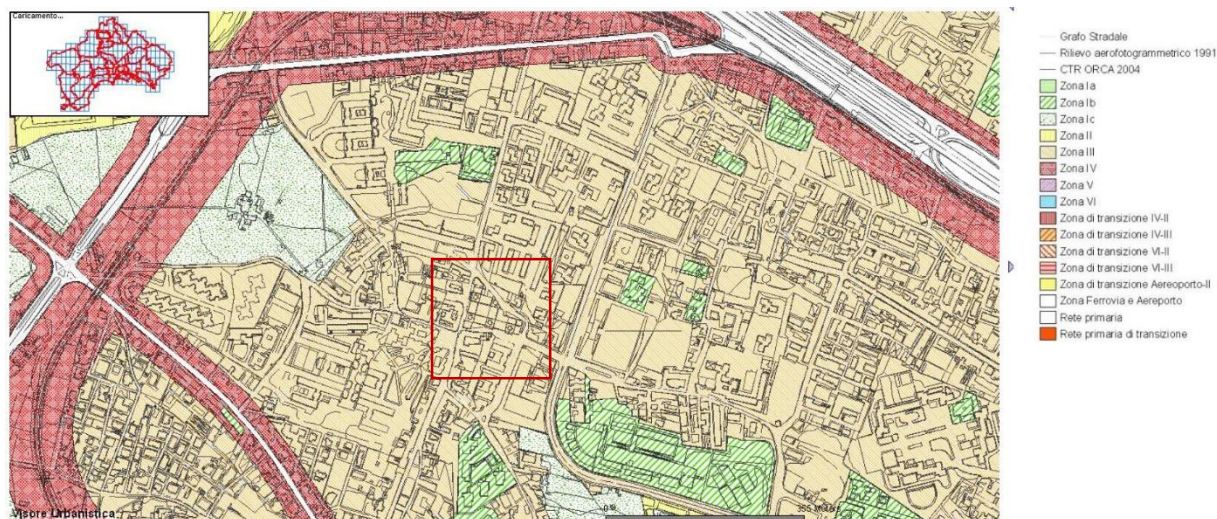 Caricamento...
Grafo Stradale
Rilievo aerofotogrammetrico 1991
CTR ORCA 2004
Zona Ia
Zona Ib
Zona Ic
Zona II
Zona III
Zona IV
Zona V
Zona VI
Zona di transizione IV-II
Zona di transizione IV-III
Zona di transizione VI-II
Zona di transizione VI-III
Zona di transizione Aereoporto-II
Zona Ferrovia e Aereporto
Rete primaria
Rete primaria di transizione
Visore Urbanistica
355 Meters